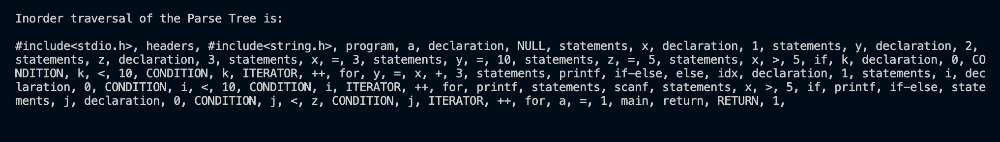 Inorder traversal of the Parse Tree is:
#include<stdio.h>, headers, #include<string.h>, program, a, declaration, NULL, statements, x, declaration, 1, statements, y, declaration, 2,
statements, z, declaration, 3, statements, x, =, 3, statements, y, =, 10, statements, z, =, 5, statements, x, >, 5, if, k, declaration, 0, CO
NDITION, k, <, 10, CONDITION, k, ITERATOR, ++, for, y, =, x, +, 3, statements, printf, if-else, else, idx, declaration, 1, statements, i, dec
laration, 0, CONDITION, i, <, 10, CONDITION, i, ITERATOR, ++, for, printf, statements, scanf, statements, x, >, 5, if, printf, if-else, state
ments, j, declaration, 0, CONDITION, j, <, z, CONDITION, j, ITERATOR, ++, for, a, =, 1, main, return, RETURN, 1,